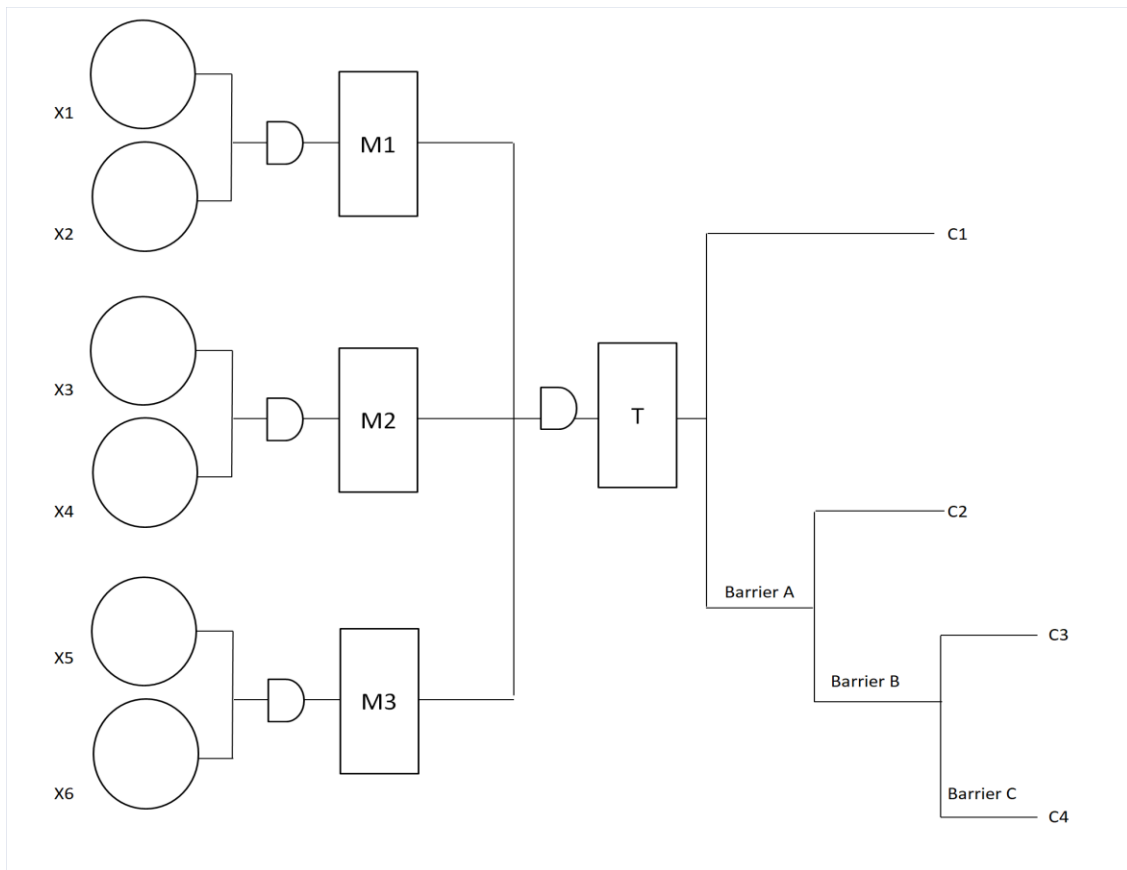 X1
M1
X2
C1
X3
M2
T
X4
C2
Barrier A
X5
M3
Barrier B
C3
X6
Barrier C
C4